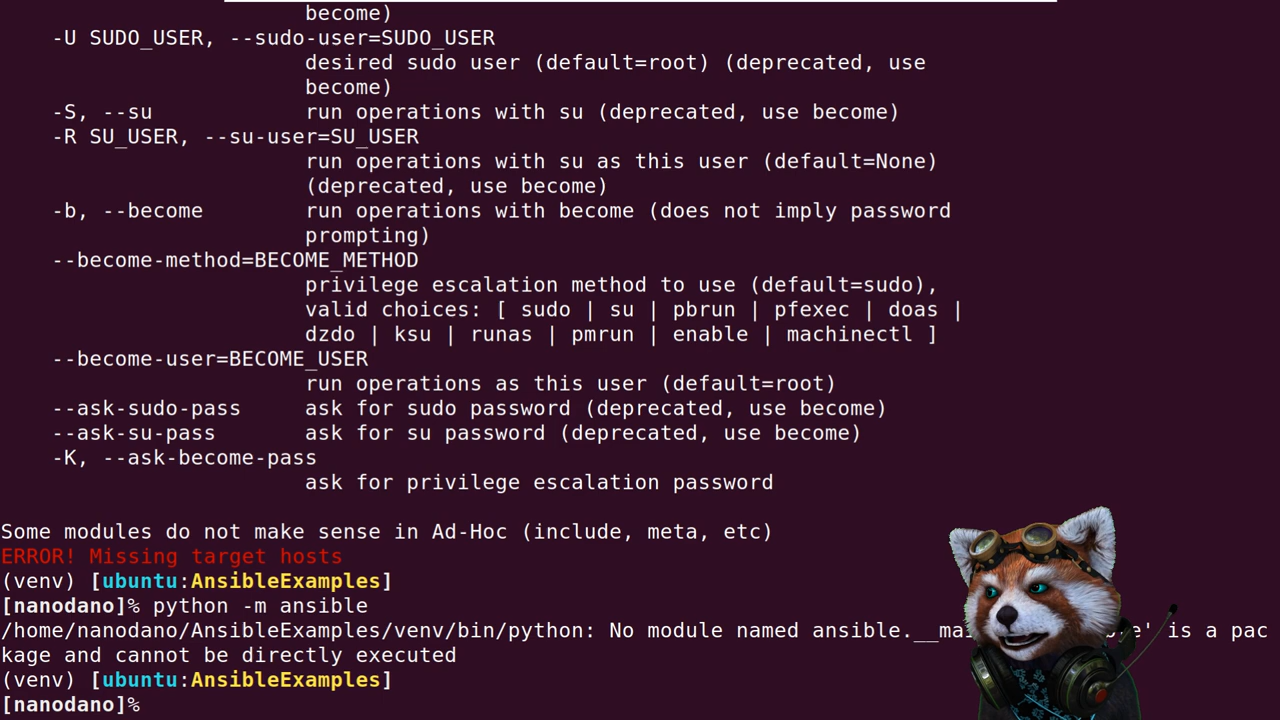 become)
-U SUDO_USER, --sudo-user=SUDO_USER
desired sudo user (default=root) (deprecated, use
become)
-S, --su run operations with su (deprecated, use become)
-R SU_USER, --su-user=SU_USER
run operations with su as this user (default=None)
(deprecated, use become)
-b, --become run operations with become (does not imply password
prompting)
--become-method=BECOME_METHOD
privilege escalation method to use (default=sudo),
valid choices: [ sudo | su | pbrun | pfexec | doas |
dzdo | ksu | runas | pmrun | enable | machinectl ]
--become-user=BECOME_USER
run operations as this user (default=root)
--ask-sudo-pass ask for sudo password (deprecated, use become)
--ask-su-pass ask for su password (deprecated, use become)
-K, --ask-become-pass
ask for privilege escalation password
Some modules do not make sense in Ad-Hoc (include, meta, etc)
ERROR! Missing target hosts
(venv) [ubuntu:AnsibleExamples]
[nanodano]% python -m ansible
/home/nanodano/AnsibleExamples/venv/bin/python: No module named is a pac
kage and cannot be directly executed
(venv) [ubuntu:AnsibleExamples]
[nanodano]%